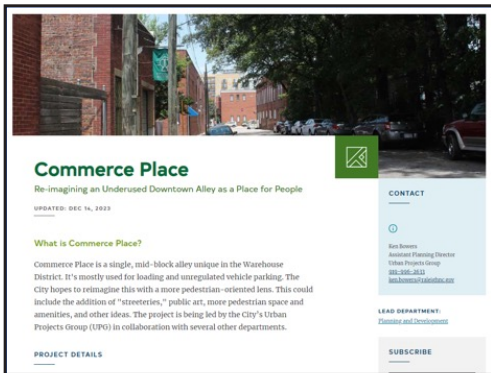 Commerce Place
Re-imagining an Underused Downtown Alley as a Place for People
UPDATED: DEC 14, 2023
What is Commerce Place?
Commerce Place is a single, mid-block alley unique in the Warehouse
District. It's mostly used for loading and unregulated vehicle parking. The
City hopes to reimagine this with a more pedestrian-oriented lens. This could
include the addition of "streeteries," public art, more pedestrian space and
amenities, and other ideas. The project is being led by the City's Urban
Projects Group (UPG) in collaboration with several other departments.
PROJECT DETAILS
CONTACT
Ken Bowers
Assistant Planning Director
Urban Projects Group
ken.bowers@raleighnc.gov
LEAD DEPARTMENT:
Planning and Development
SUBSCRIBE